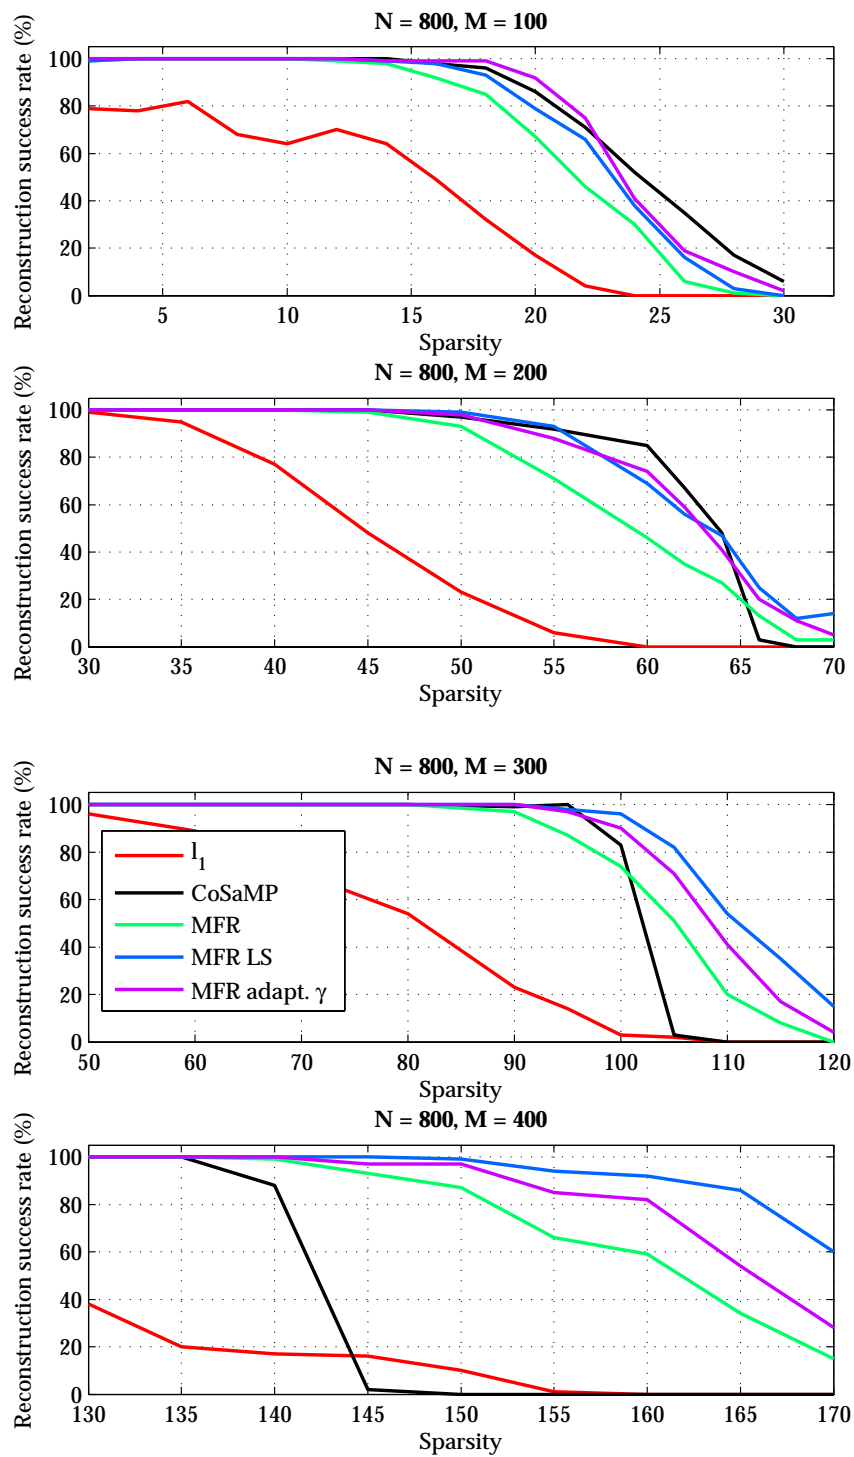 N = 800, M = 100
Reconstruction success rate (%)
100
80
60
40
20
0
5 10 15 20 25 30
Sparsity
N = 800, M = 200
Reconstruction success rate (%)
100
80
60
40
20
0
30 35 40 45 50 55 60 65 70
Sparsity
N = 800, M = 300
Reconstruction success rate (%)
100
80
60
40
20
0
l1
CoSaMP
MFR
MFR LS
MFR adapt. γ
50 60 70 80 90 100 110 120
Sparsity
N = 800, M = 400
Reconstruction success rate (%)
100
80
60
40
20
0
130 135 140 145 150 155 160 165 170
Sparsity